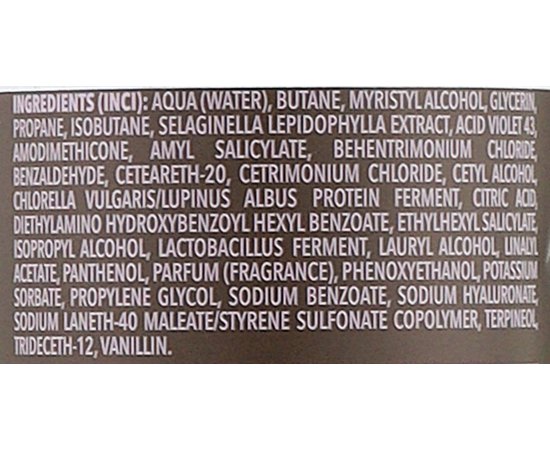 INGREDIENTS (INCI): AQUA (WATER), BUTANE, MYRISTYL ALCOHOL, GLYCERIN,
PROPANE, ISOBUTANE, SELAGINELLA LEPIDOPHYLLA EXTRACT, ACID VIOLET 43,
AMODIMETHICONE, AMYL SALICYLATE, BEHENTRIMONIUM CHLORIDE,
BENZALDEHYDE, CETEARETH-20, CETRIMONIUM CHLORIDE, CETYL ALCOHOL,
CHLORELLA VULGARIS/LUPINUS ALBUS PROTEIN FERMENT, CITRIC ACID,
DIETHYLAMINO HYDROXYBENZOYL HEXYL BENZOATE, ETHYLHEXYL SALICYLATE,
ISOPROPYL ALCOHOL, LACTOBACILLUS FERMENT, LAURYL ALCOHOL, LINALYL
ACETATE, PANTHENOL, PARFUM (FRAGRANCE), PHENOXYETHANOL, POTASSIUM
SORBATE, PROPYLENE GLYCOL, SODIUM BENZOATE, SODIUM HYALURONATE,
SODIUM LANETH-40 MALEATE/STYRENE SULFONATE COPOLYMER, TERPINEOL,
TRIDECETH-12, VANILLIN.